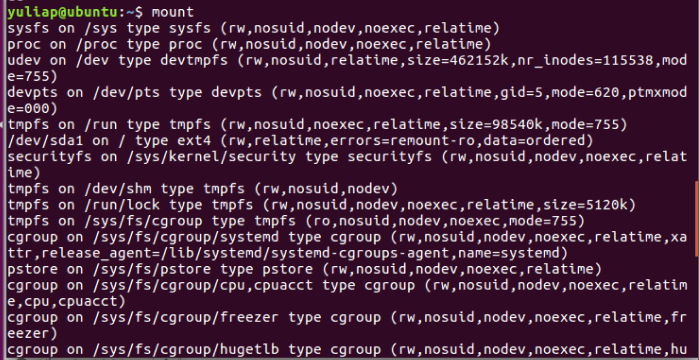 yuliap@ubuntu:~$ mount
sysfs on /sys type sysfs (rw,nosuid,nodev,noexec,relatime)
proc on /proc type proc (rw,nosuid,nodev,noexec,relatime)
udev on /dev type devtmpfs (rw,nosuid,relatime,size=462152k,nr_inodes=115538,mod
e=755)
devpts on /dev/pts type devpts (rw,nosuid,noexec,relatime,gid=5,mode=620,ptmxmod
e=000)
tmpfs on /run type tmpfs (rw,nosuid,noexec,relatime,size=98540k,mode=755)
/dev/sda1 on / type ext4 (rw,relatime,errors=remount-ro,data=ordered)
securityfs on /sys/kernel/security type securityfs (rw,nosuid,nodev,noexec,relat
ime)
tmpfs on /dev/shm type tmpfs (rw,nosuid,nodev)
tmpfs on /run/lock type tmpfs (rw,nosuid,nodev,noexec,relatime,size=5120k)
tmpfs on /sys/fs/cgroup type tmpfs (ro,nosuid,nodev,noexec,mode=755)
cgroup on /sys/fs/cgroup/systemd type cgroup (rw,nosuid,nodev,noexec,relatime,xa
ttr,release_agent=/lib/systemd/systemd-cgroups-agent,name=systemd)
pstore on /sys/fs/pstore type pstore (rw,nosuid,nodev,noexec,relatime)
cgroup on /sys/fs/cgroup/cpu,cpuacct type cgroup (rw,nosuid,nodev,noexec,relatim
e,cpu,cpuacct)
cgroup on /sys/fs/cgroup/freezer type cgroup (rw,nosuid,nodev,noexec,relatime,fr
eezer)
cgroup on /sys/fs/cgroup/hugetlb type cgroup (rw,nosuid,nodev,noexec,relatime,hu